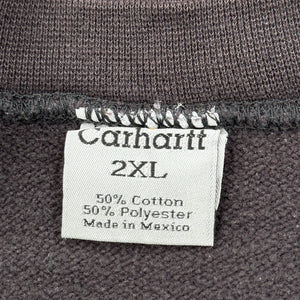 Carhartt
2XL
50% Cotton
50% Polyester
Made in Mexico